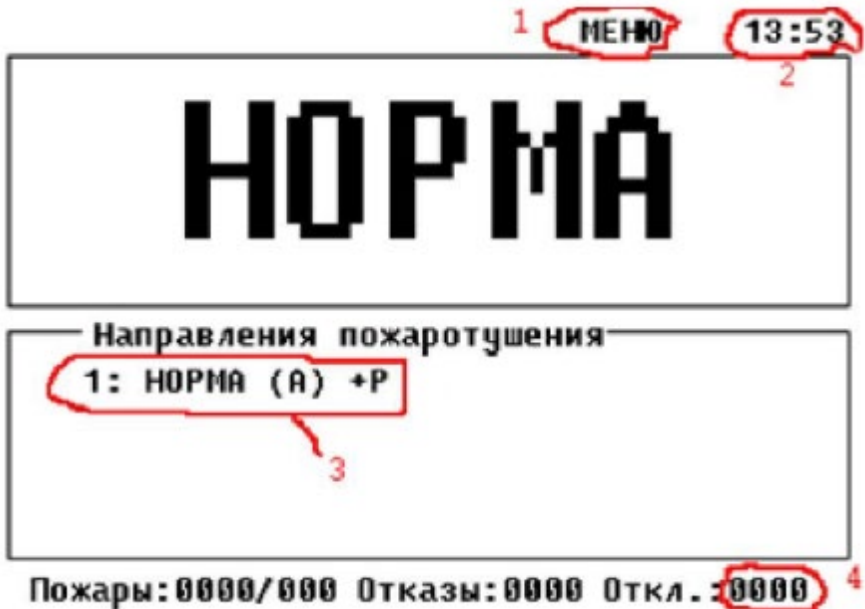 1 МЕНЮ 13:53
2
НОРМА
Направления пожаротушения
1: НОРМА (А) +Р
3
Пожары:0000/000 Отказы:0000 Откл.:0000 4